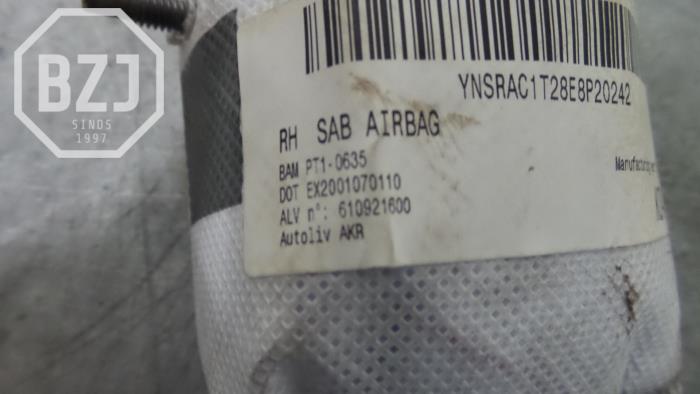 BZJ
SINDS
1997
YNSRAC1T28E8P20242
RH SAB AIRBAG
BAM PT1-0635
DOT EX2001070110
ALV n°: 610921600
Autoliv AKR